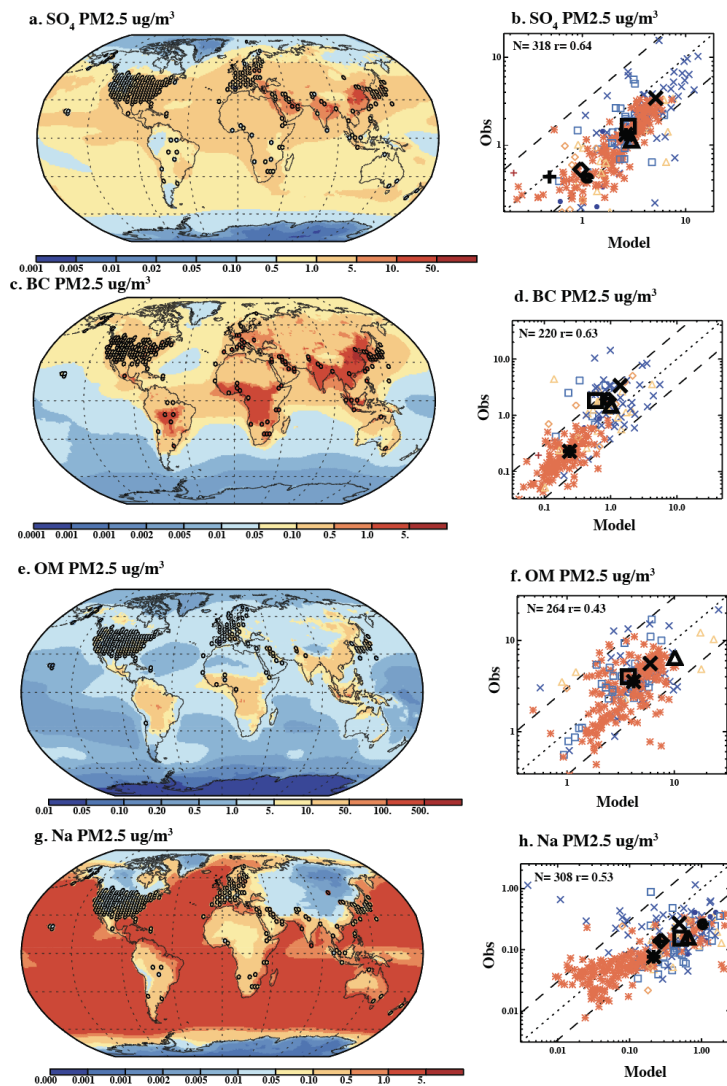 a. SO4 PM2.5 ug/m3
b. SO4 PM2.5 ug/m3
N= 318 r= 0.64
10
1
Obs
1 10
Model
0.001 0.005 0.01 0.02 0.05 0.10 0.5 1.0 5. 10. 50.
c. BC PM2.5 ug/m3
d. BC PM2.5 ug/m3
N= 220 r= 0.63
10.0
1.0
0.1
Obs
0.1 1.0 10.0
Model
0.0001 0.001 0.002 0.005 0.01 0.05 0.10 0.5 1.0 5.
e. OM PM2.5 ug/m3
f. OM PM2.5 ug/m3
N= 264 r= 0.43
10
1
Obs
1 10
Model
0.01 0.05 0.10 0.20 0.5 1.0 5. 10. 50. 100. 500.
g. Na PM2.5 ug/m3
h. Na PM2.5 ug/m3
N= 308 r= 0.53
1.00
0.10
0.01
Obs
0.01 0.10 1.00
Model
0.000 0.001 0.002 0.005 0.01 0.05 0.10 0.5 1.0 5.